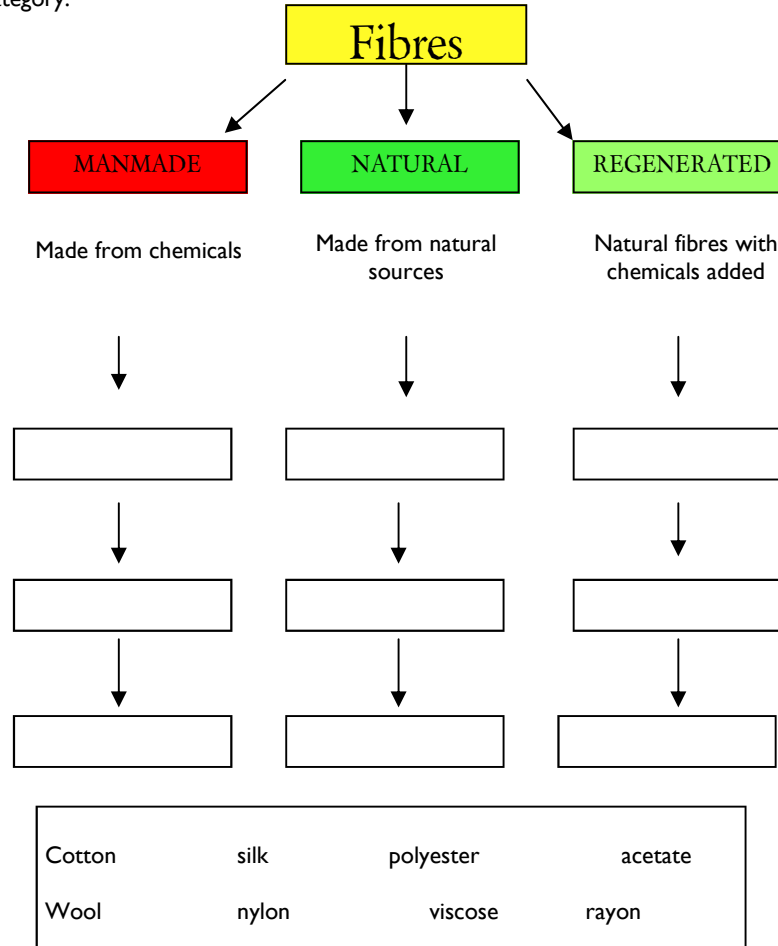 Fibres
MANMADE NATURAL REGENERATED
Made from chemicals
Made from natural
sources
Natural fibres with
chemicals added
Cotton silk polyester acetate
Wool nylon viscose rayon